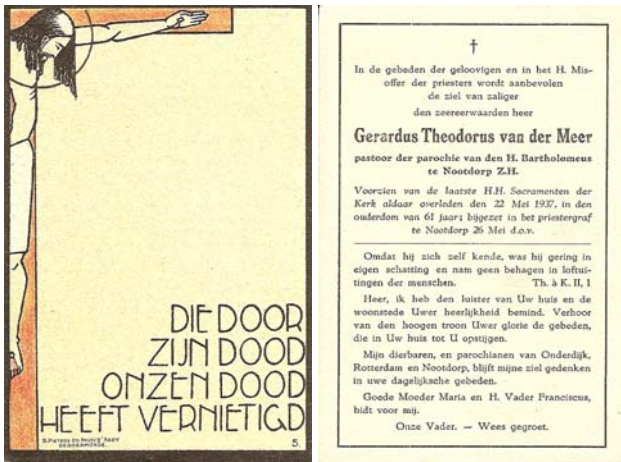 DIE DOOR
ZIJN DOOD
ONZEN DOOD
HEEFT VERNIETIGD
5.
†
In de gebeden der geloovigen en in het H. Mis-
offer der priesters wordt aanbevolen
de ziel van zaliger
den zeereerwaarden heer
Gerardus Theodorus van der Meer
pastoor der parochie van den H. Bartholomeus
te Nootdorp Z.H.
Voorzien van de laatste H.H. Sacramenten der
Kerk aldaar overleden den 22 Mei 1937, in den
ouderdom van 61 jaar; bijgezet in het priestergraf
te Nootdorp 26 Mei d.o.v.
Omdat hij zich zelf kende, was hij gering in
eigen schatting en nam geen behagen in loftui-
tingen der menschen. Th. à K. II, 1
Heer, ik heb den luister van Uw huis en de
woonstede Uwer heerlijkheid bemind. Verhoor
van den hoogen troon Uwer glorie de gebeden,
die in Uw huis tot U opstijgen.
Mijn dierbaren, en parochianen van Onderdijk,
Rotterdam en Nootdorp, blijft mijne ziel gedenken
in uwe dagelijksche gebeden.
Goede Moeder Maria en H. Vader Franciscus,
bidt voor mij.
Onze Vader. — Wees gegroet.